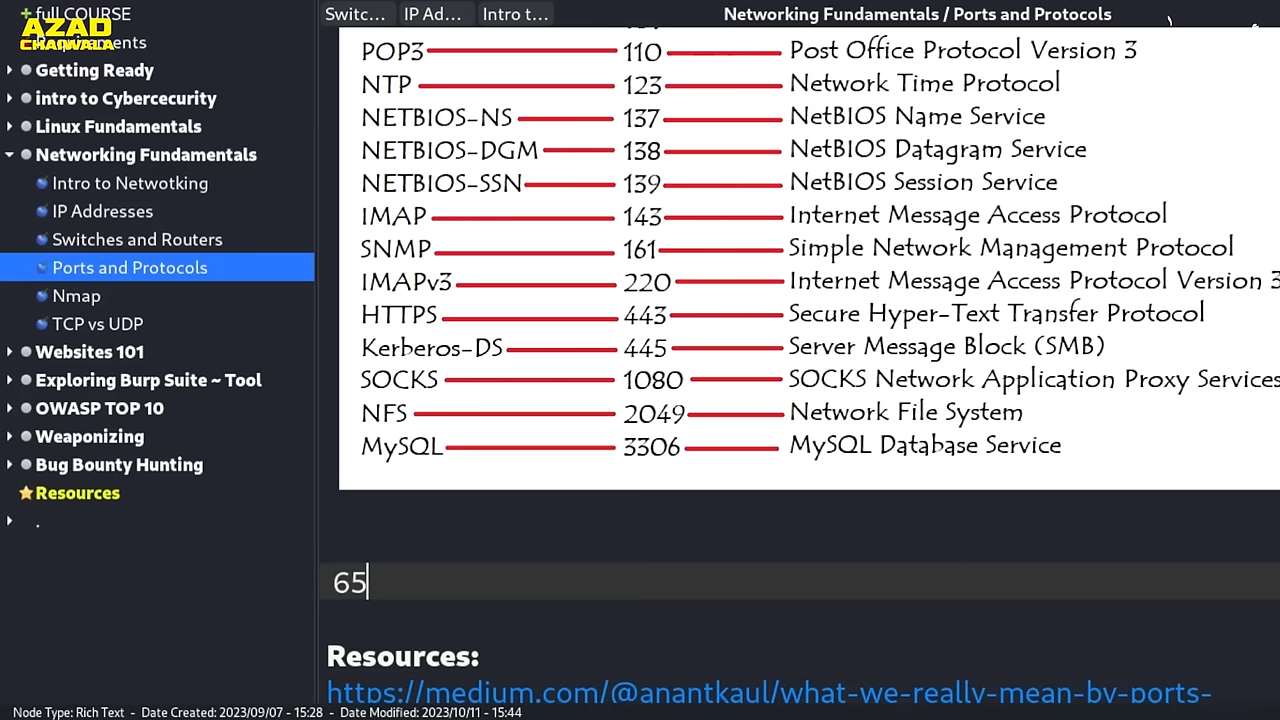 full COURSE
AZAD
CHAIWALA
Requirements
Getting Ready
intro to Cybercecurity
Linux Fundamentals
Networking Fundamentals
Intro to Netwotking
IP Addresses
Switches and Routers
Ports and Protocols
Nmap
TCP vs UDP
Websites 101
Exploring Burp Suite ~ Tool
OWASP TOP 10
Weaponizing
Bug Bounty Hunting
Resources
.
Switc... IP Ad... Intro t... Networking Fundamentals / Ports and Protocols
POP3 110 Post Office Protocol Version 3
NTP 123 Network Time Protocol
NETBIOS-NS 137 NetBIOS Name Service
NETBIOS-DGM 138 NetBIOS Datagram Service
NETBIOS-SSN 139 NetBIOS Session Service
IMAP 143 Internet Message Access Protocol
SNMP 161 Simple Network Management Protocol
IMAPv3 220 Internet Message Access Protocol Version 3
HTTPS 443 Secure Hyper-Text Transfer Protocol
Kerberos-DS 445 Server Message Block (SMB)
SOCKS 1080 SOCKS Network Application Proxy Services
NFS 2049 Network File System
MySQL 3306 MySQL Database Service
65
Resources:
https://medium.com/@anantkaul/what-we-really-mean-by-ports-
Node Type: Rich Text - Date Created: 2023/09/07 - 15:28 - Date Modified: 2023/10/11 - 15:44